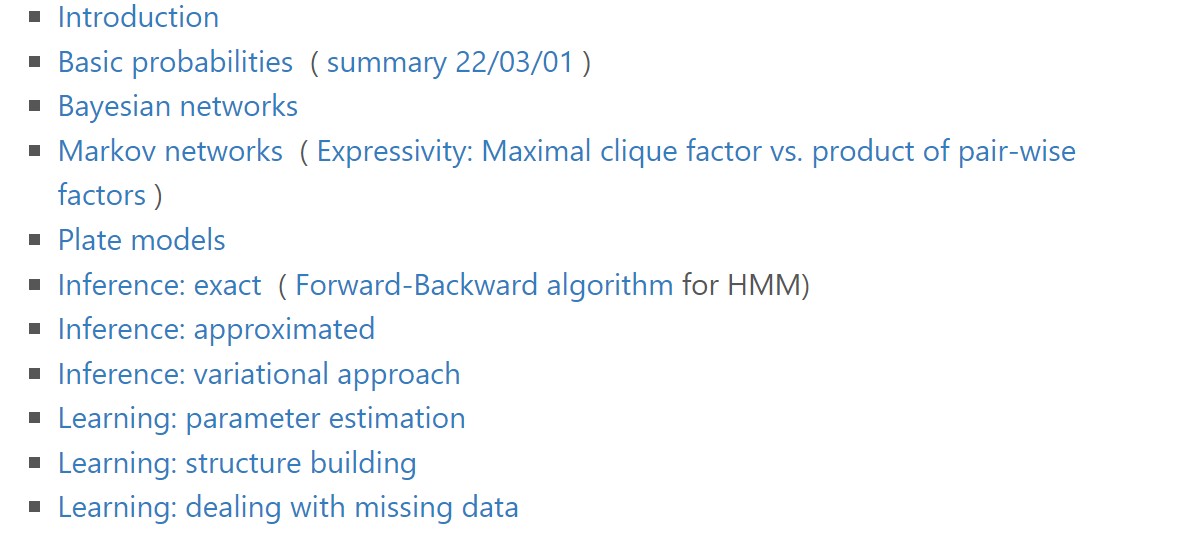 Introduction
Basic probabilities ( summary 22/03/01 )
Bayesian networks
Markov networks ( Expressivity: Maximal clique factor vs. product of pair-wise
factors )
Plate models
Inference: exact ( Forward-Backward algorithm for HMM)
Inference: approximated
Inference: variational approach
Learning: parameter estimation
Learning: structure building
Learning: dealing with missing data